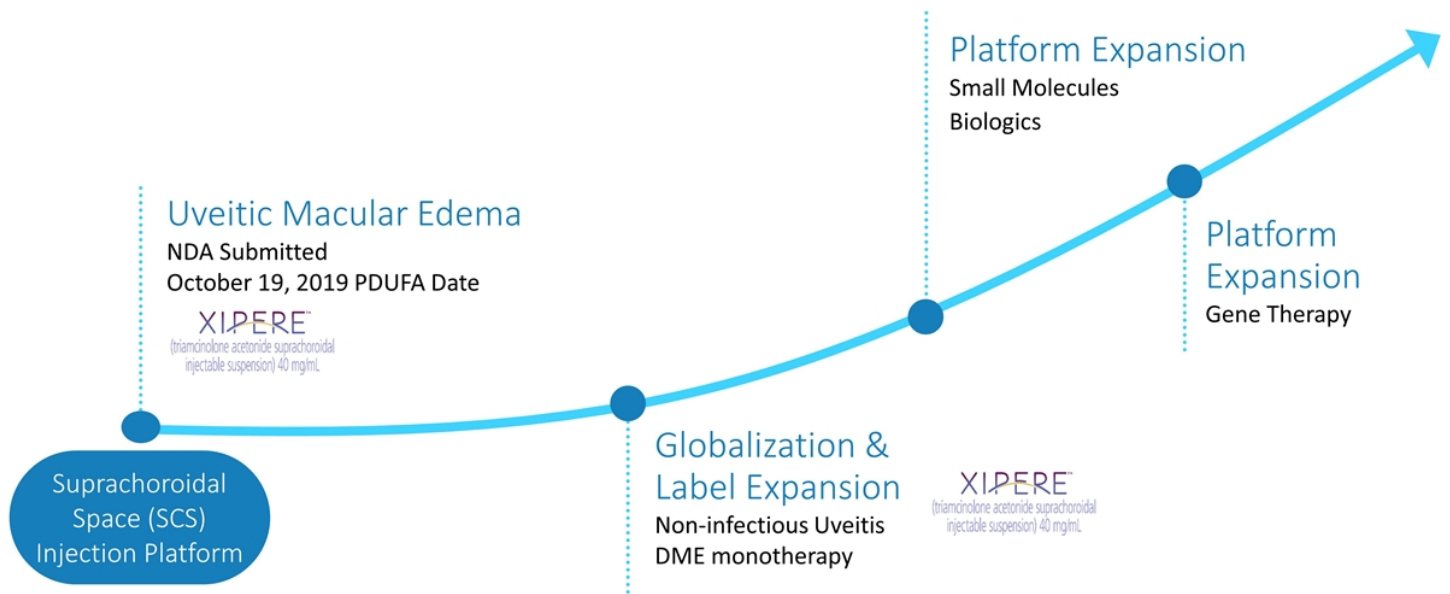 Platform Expansion
Small Molecules
Biologics
Uveitic Macular Edema
NDA Submitted
October 19, 2019 PDUFA Date
XIPERE™
(triamcinolone acetonide suprachoroidal
injectable suspension) 40 mg/mL
Platform
Expansion
Gene Therapy
Suprachoroidal
Space (SCS)
Injection Platform
Globalization &
Label Expansion
Non-infectious Uveitis
DME monotherapy
XIPERE™
(triamcinolone acetonide suprachoroidal
injectable suspension) 40 mg/mL